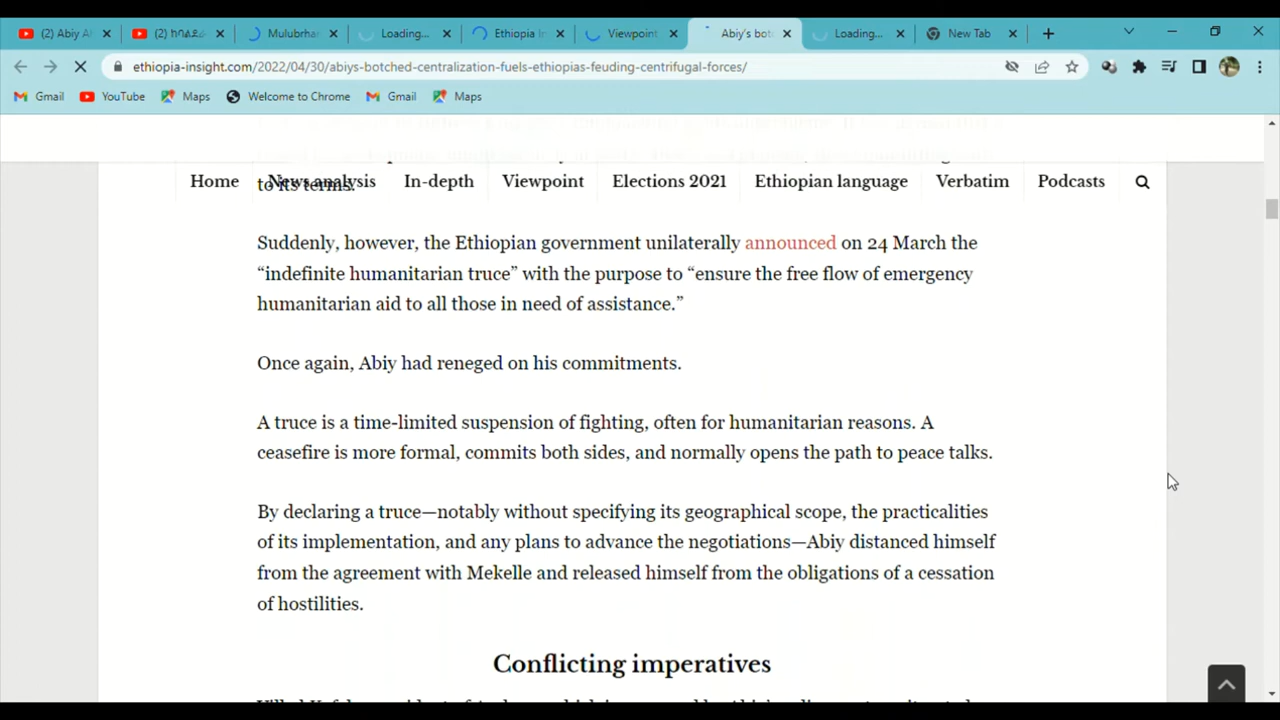 (2) Abiy Al
(2) ከባለደራ
Mulubrhan
Loading...
Ethiopia In
Viewpoint
Abiy's bot
Loading...
New Tab
ethiopia-insight.com/2022/04/30/abiys-botched-centralization-fuels-ethiopias-feuding-centrifugal-forces/
Gmail YouTube Maps Welcome to Chrome Gmail Maps
Home News analysis In-depth Viewpoint Elections 2021 Ethiopian language Verbatim Podcasts
to its terms.
Suddenly, however, the Ethiopian government unilaterally announced on 24 March the
“indefinite humanitarian truce” with the purpose to “ensure the free flow of emergency
humanitarian aid to all those in need of assistance.”
Once again, Abiy had reneged on his commitments.
A truce is a time-limited suspension of fighting, often for humanitarian reasons. A
ceasefire is more formal, commits both sides, and normally opens the path to peace talks.
By declaring a truce—notably without specifying its geographical scope, the practicalities
of its implementation, and any plans to advance the negotiations—Abiy distanced himself
from the agreement with Mekelle and released himself from the obligations of a cessation
of hostilities.
Conflicting imperatives